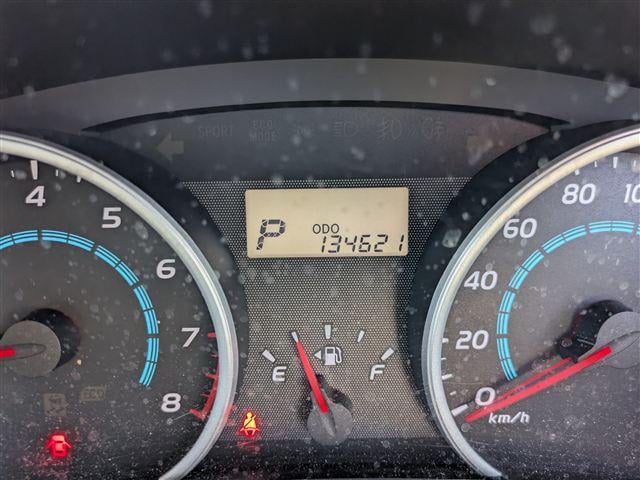 SPORT ECO
MODE
4 5 6 7 8
P ODO
134621
E F
0 20 40 60 80
km/h